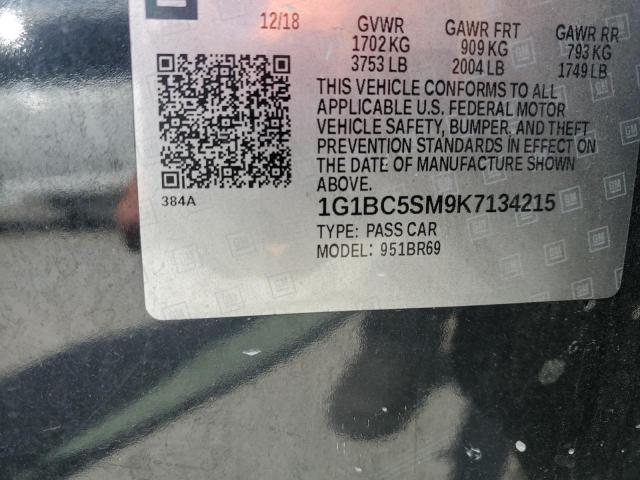 12/18 GVWR GAWR FRT GAWR RR
1702 KG 909 KG 793 KG
3753 LB 2004 LB 1749 LB
THIS VEHICLE CONFORMS TO ALL
APPLICABLE U.S. FEDERAL MOTOR
VEHICLE SAFETY, BUMPER, AND THEFT
PREVENTION STANDARDS IN EFFECT ON
THE DATE OF MANUFACTURE SHOWN
ABOVE.
384A
1G1BC5SM9K7134215
TYPE: PASS CAR
MODEL: 951BR69